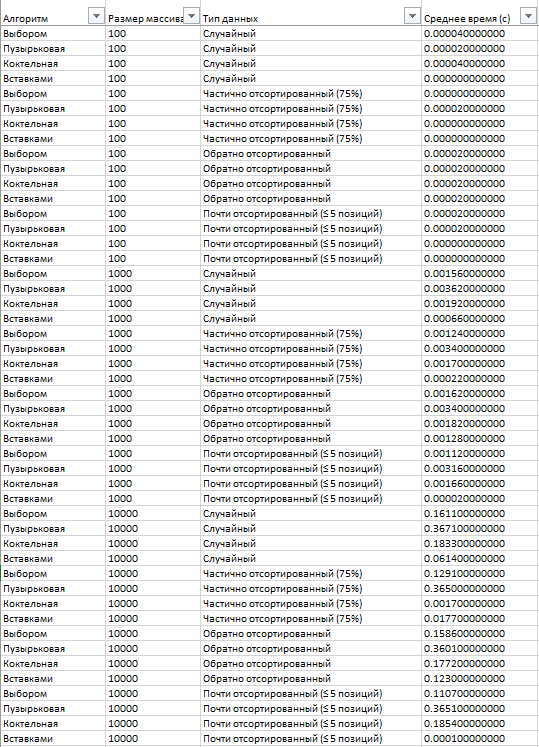 Алгоритм Размер массива Тип данных Среднее время (с)
Выбором 100 Случайный 0.000040000000
Пузырьковая 100 Случайный 0.000020000000
Коктельная 100 Случайный 0.000040000000
Вставками 100 Случайный 0.000000000000
Выбором 100 Частично отсортированный (75%) 0.000000000000
Пузырьковая 100 Частично отсортированный (75%) 0.000020000000
Коктельная 100 Частично отсортированный (75%) 0.000000000000
Вставками 100 Частично отсортированный (75%) 0.000000000000
Выбором 100 Обратно отсортированный 0.000020000000
Пузырьковая 100 Обратно отсортированный 0.000020000000
Коктельная 100 Обратно отсортированный 0.000020000000
Вставками 100 Обратно отсортированный 0.000020000000
Выбором 100 Почти отсортированный (≤ 5 позиций) 0.000020000000
Пузырьковая 100 Почти отсортированный (≤ 5 позиций) 0.000020000000
Коктельная 100 Почти отсортированный (≤ 5 позиций) 0.000000000000
Вставками 100 Почти отсортированный (≤ 5 позиций) 0.000000000000
Выбором 1000 Случайный 0.001560000000
Пузырьковая 1000 Случайный 0.003620000000
Коктельная 1000 Случайный 0.001920000000
Вставками 1000 Случайный 0.000660000000
Выбором 1000 Частично отсортированный (75%) 0.001240000000
Пузырьковая 1000 Частично отсортированный (75%) 0.003400000000
Коктельная 1000 Частично отсортированный (75%) 0.001700000000
Вставками 1000 Частично отсортированный (75%) 0.000220000000
Выбором 1000 Обратно отсортированный 0.001620000000
Пузырьковая 1000 Обратно отсортированный 0.003400000000
Коктельная 1000 Обратно отсортированный 0.001820000000
Вставками 1000 Обратно отсортированный 0.001280000000
Выбором 1000 Почти отсортированный (≤ 5 позиций) 0.001120000000
Пузырьковая 1000 Почти отсортированный (≤ 5 позиций) 0.003160000000
Коктельная 1000 Почти отсортированный (≤ 5 позиций) 0.001660000000
Вставками 1000 Почти отсортированный (≤ 5 позиций) 0.000020000000
Выбором 10000 Случайный 0.161100000000
Пузырьковая 10000 Случайный 0.367100000000
Коктельная 10000 Случайный 0.183300000000
Вставками 10000 Случайный 0.061400000000
Выбором 10000 Частично отсортированный (75%) 0.129100000000
Пузырьковая 10000 Частично отсортированный (75%) 0.365000000000
Коктельная 10000 Частично отсортированный (75%) 0.001700000000
Вставками 10000 Частично отсортированный (75%) 0.017700000000
Выбором 10000 Обратно отсортированный 0.158600000000
Пузырьковая 10000 Обратно отсортированный 0.360100000000
Коктельная 10000 Обратно отсортированный 0.177200000000
Вставками 10000 Обратно отсортированный 0.123000000000
Выбором 10000 Почти отсортированный (≤ 5 позиций) 0.110700000000
Пузырьковая 10000 Почти отсортированный (≤ 5 позиций) 0.365100000000
Коктельная 10000 Почти отсортированный (≤ 5 позиций) 0.185400000000
Вставками 10000 Почти отсортированный (≤ 5 позиций) 0.000100000000